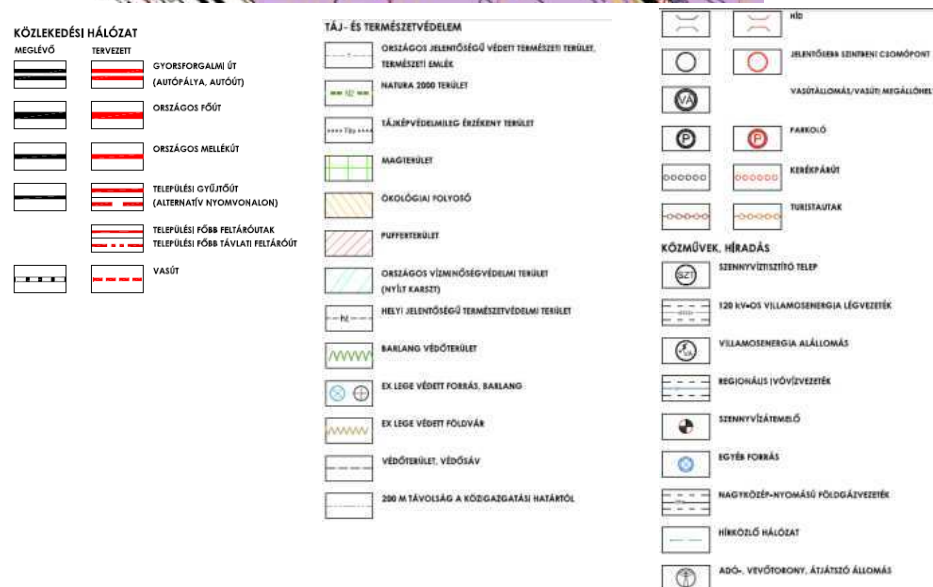 KÖZLEKEDÉSI HÁLÓZAT
MEGLÉVŐ TERVEZETT
GYORSFORGALMI ÚT
(AUTÓPÁLYA, AUTÓÚT)
ORSZÁGOS FŐÚT
ORSZÁGOS MELLÉKÚT
TELEPÜLÉSI GYŰJTŐÚT
(ALTERNATÍV NYOMVONALON)
TELEPÜLÉSI FŐBB FELTÁRÓUTAK
TELEPÜLÉSI FŐBB TÁVLATI FELTÁRÓÚT
VASÚT
TÁJ- ÉS TERMÉSZETVÉDELEM
ORSZÁGOS JELENTŐSÉGŰ VÉDETT TERMÉSZETI TERÜLET,
TERMÉSZETI EMLÉK
NATURA 2000 TERÜLET
TÁJKÉPVÉDELMILEG ÉRZÉKENY TERÜLET
MAGTERÜLET
ÖKOLÓGIAI FOLYOSÓ
PUFFERTERÜLET
ORSZÁGOS VÍZMINŐSÉGVÉDELMI TERÜLET
(NYÍLT KARSZT)
ht HELYI JELENTŐSÉGŰ TERMÉSZETVÉDELMI TERÜLET
BARLANG VÉDŐTERÜLET
EX LEGE VÉDETT FORRÁS, BARLANG
EX LEGE VÉDETT FÖLDVÁR
VÉDŐTERÜLET, VÉDŐSÁV
200 M TÁVOLSÁG A KÖZIGAZGATÁSI HATÁRTÓL
HÍD
JELENTŐSEBB SZINTBENI CSOMÓPONT
VÁ VASÚTÁLLOMÁS/VASÚTI MEGÁLLÓHEL
P P PARKOLÓ
KERÉKPÁRÚT
TURISTAUTAK
KÖZMŰVEK, HÍRADÁS
SZT SZENNYVÍZTISZTÍTÓ TELEP
120 KV-OS VILLAMOSENERGIA LÉGVEZETÉK
VILLAMOSENERGIA ALÁLLOMÁS
REGIONÁLIS IVÓVÍZVEZETÉK
SZENNYVÍZÁTEMELŐ
EGYÉB FORRÁS
NAGYKÖZÉP-NYOMÁSÚ FÖLDGÁZVEZETÉK
HÍRKÖZLŐ HÁLÓZAT
ADÓ-, VEVŐTORONY, ÁTJÁTSZÓ ÁLLOMÁS